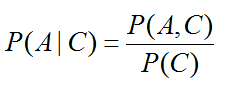 P(A | C) = P(A, C) / P(C)